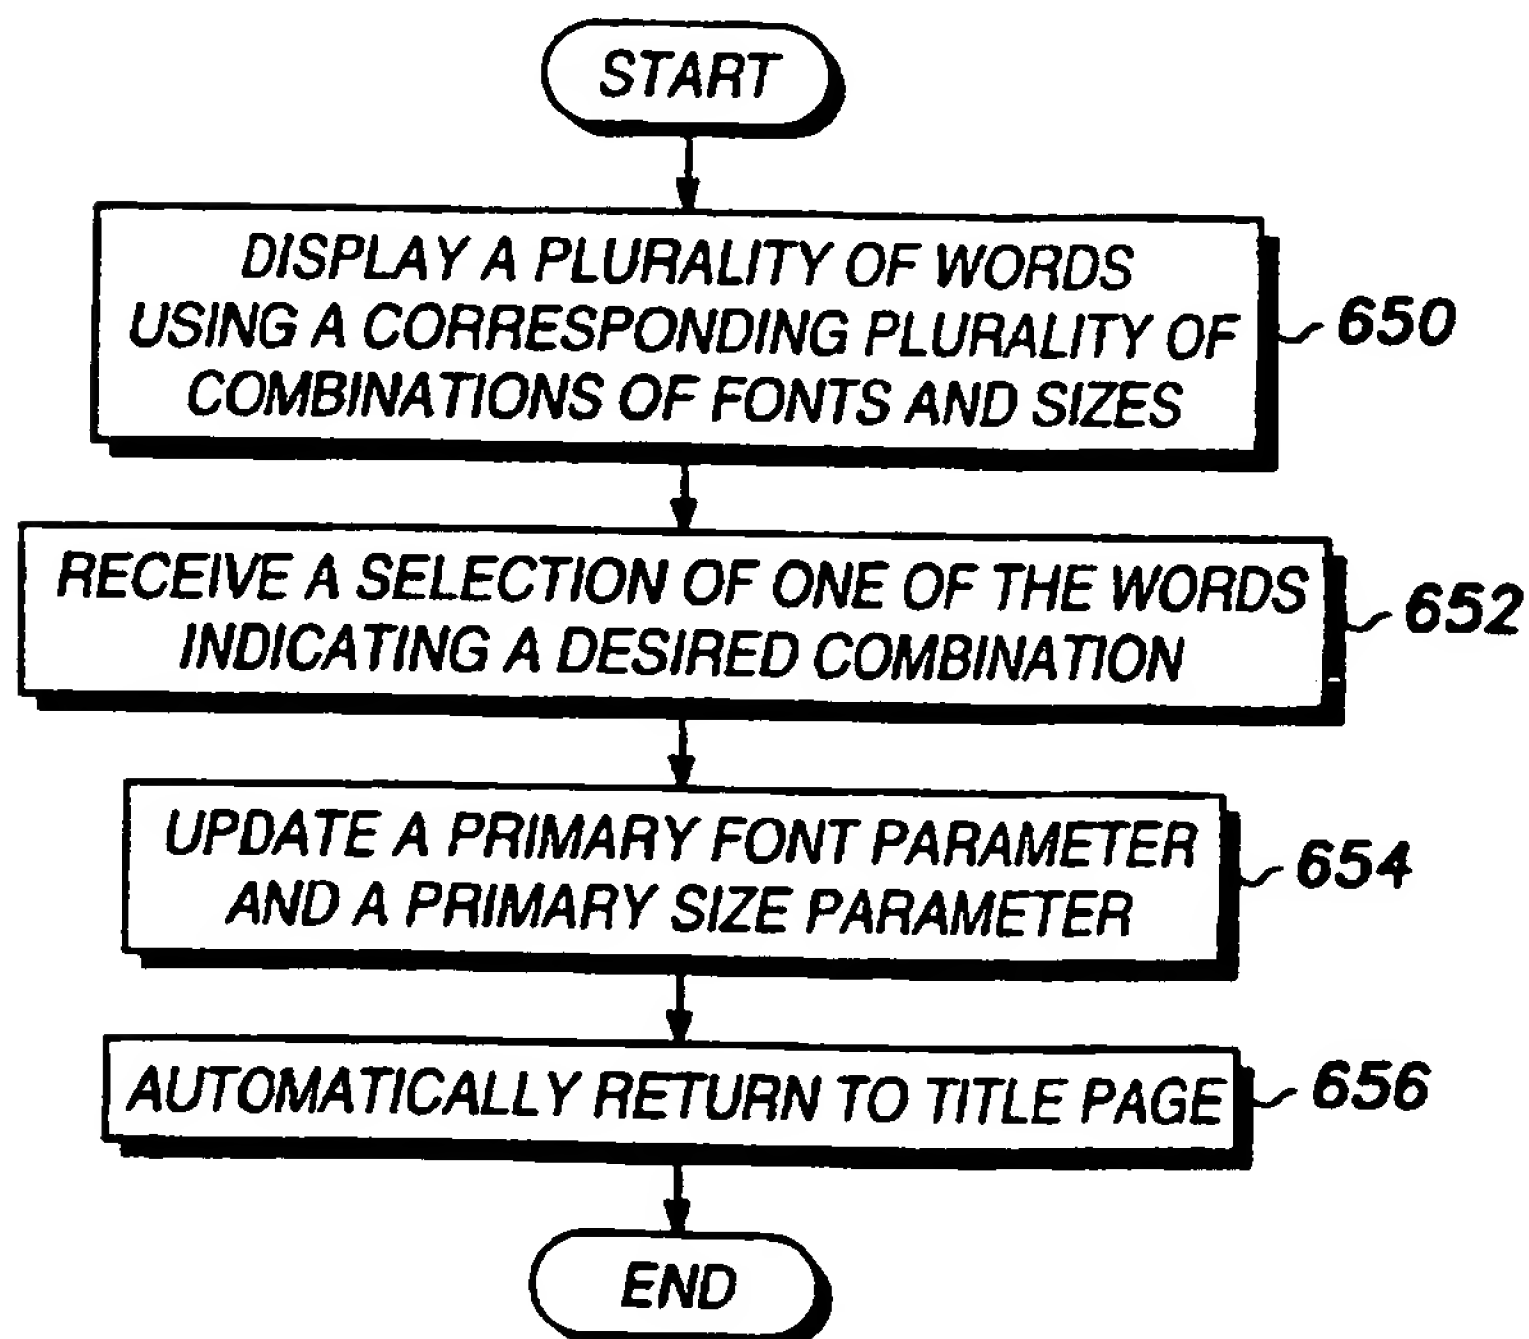 START
DISPLAY A PLURALITY OF WORDS
USING A CORRESPONDING PLURALITY OF
COMBINATIONS OF FONTS AND SIZES
650
RECEIVE A SELECTION OF ONE OF THE WORDS
INDICATING A DESIRED COMBINATION
652
UPDATE A PRIMARY FONT PARAMETER
AND A PRIMARY SIZE PARAMETER
654
AUTOMATICALLY RETURN TO TITLE PAGE
656
END